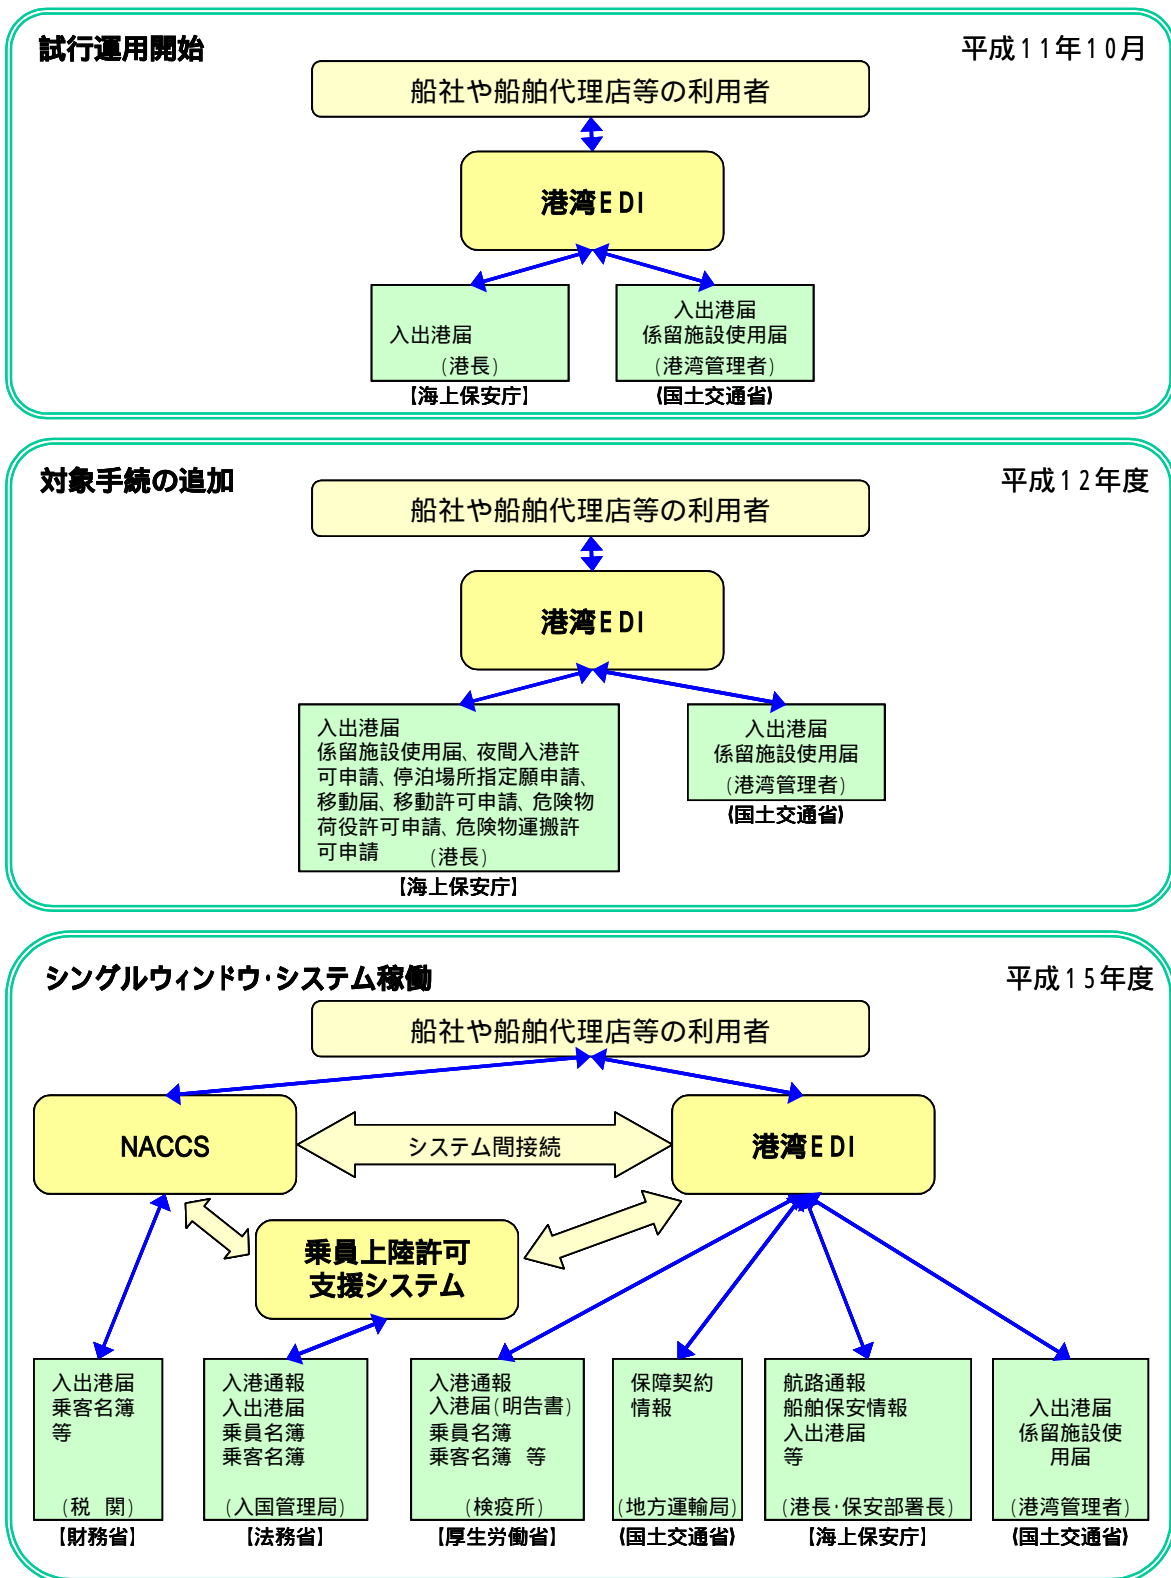 試行運用開始
平成11年10月
船社や船舶代理店等の利用者
港湾EDI
入出港届
(港長)
【海上保安庁】
入出港届
係留施設使用届
(港湾管理者)
(国土交通省)
対象手続の追加
平成12年度
船社や船舶代理店等の利用者
港湾EDI
入出港届
係留施設使用届、夜間入港許
可申請、停泊場所指定願申請、
移動届、移動許可申請、危険物
荷役許可申請、危険物運搬許
可申請 (港長)
【海上保安庁】
入出港届
係留施設使用届
(港湾管理者)
(国土交通省)
シングルウィンドウ・システム稼働
平成15年度
船社や船舶代理店等の利用者
NACCS
システム間接続
港湾EDI
乗員上陸許可
支援システム
入出港届
乗客名簿
等
(税 関)
【財務省】
入港通報
入出港届
乗員名簿
乗客名簿
(入国管理局)
【法務省】
入港通報
入港届(明告書)
乗員名簿
乗客名簿 等
(検疫所)
【厚生労働省】
保障契約
情報
(地方運輸局)
(国土交通省)
航路通報
船舶保安情報
入出港届
等
(港長・保安部署長)
【海上保安庁】
入出港届
係留施設使
用届
(港湾管理者)
(国土交通省)